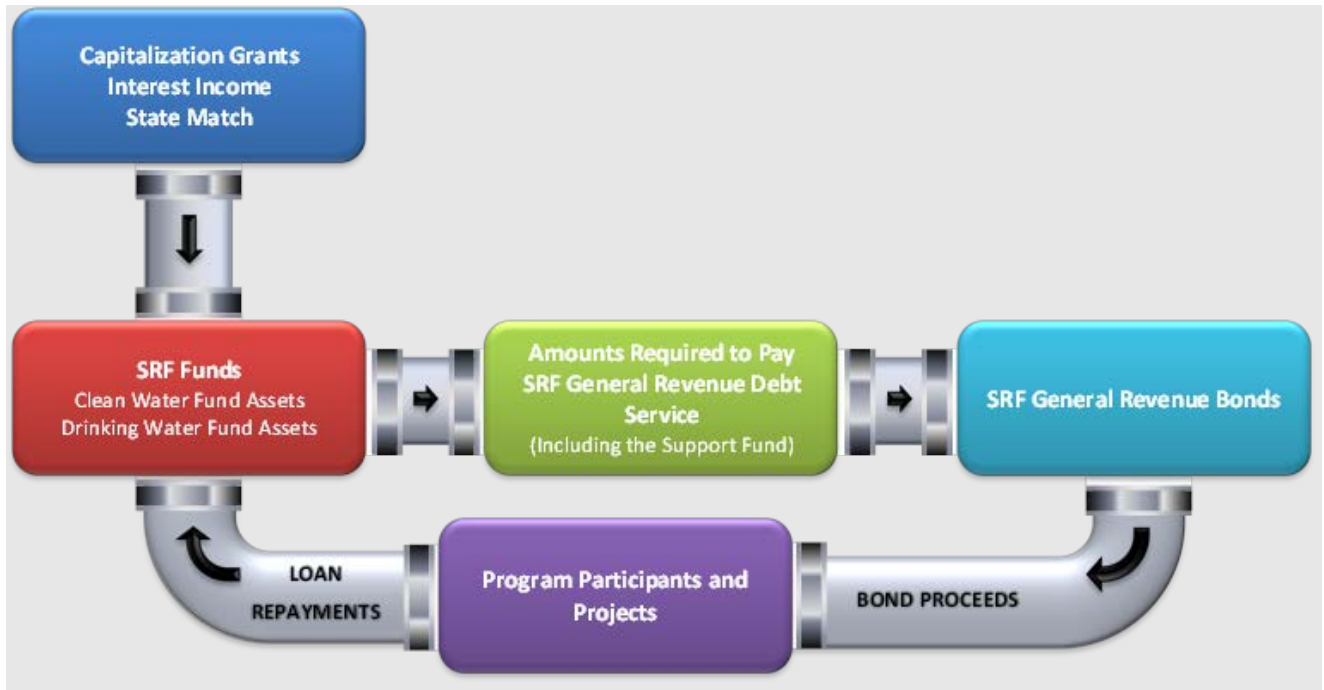 Capitalization Grants
Interest Income
State Match
SRF Funds
Clean Water Fund Assets
Drinking Water Fund Assets
Amounts Required to Pay
SRF General Revenue Debt
Service
(Including the Support Fund)
SRF General Revenue Bonds
LOAN
REPAYMENTS
Program Participants and
Projects
BOND PROCEEDS